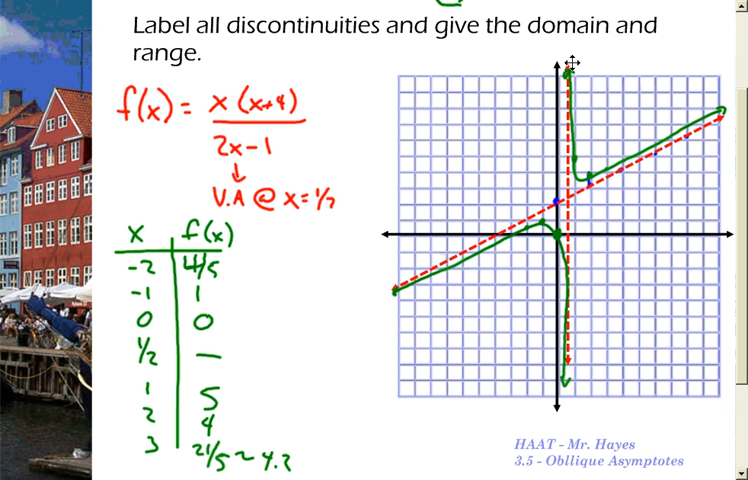 Label all discontinuities and give the domain and
range.
f(x) = x(x+4)
2x-1
V.A @ x = 1/2
x f(x)
-2 4/5
-1 1
0 0
1/2 —
1 5
2 4
3 21/5 ~ 4.2
HAAT - Mr. Hayes
3.5 - Obllique Asymptotes